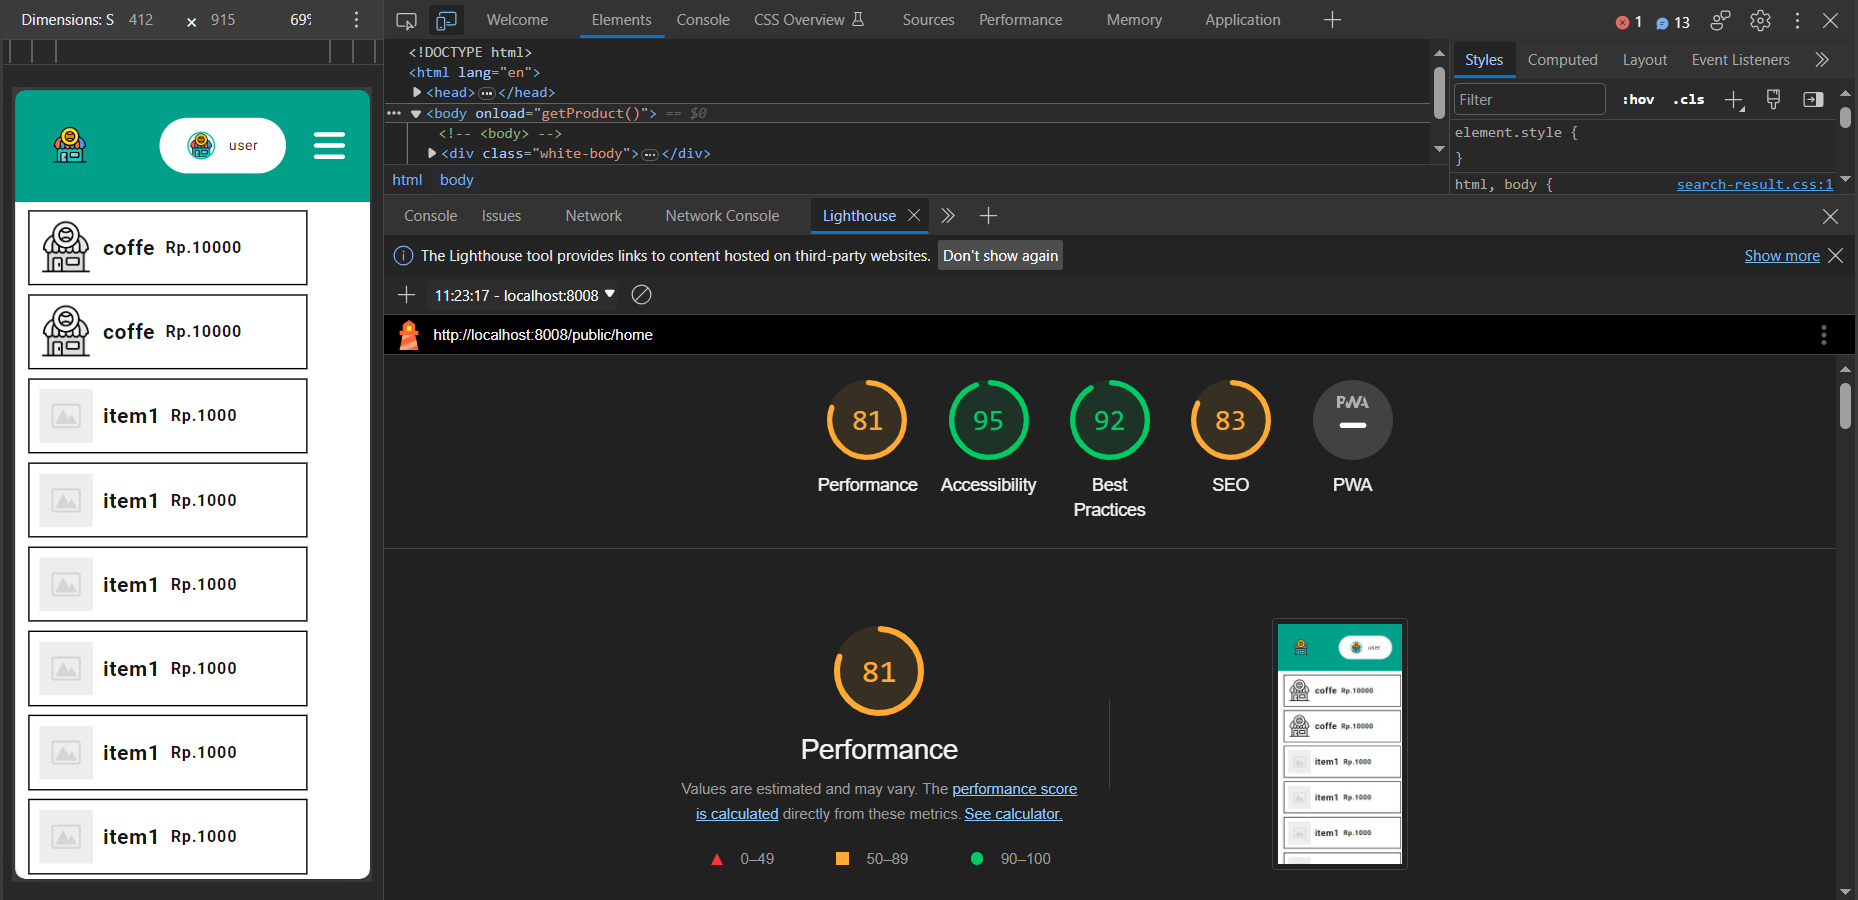 Dimensions: S 412 × 915 69%
Welcome Elements Console CSS Overview Sources Performance Memory Application
1 13
<!DOCTYPE html>
<html lang="en">
<head> ••• </head>
••• <body onload="getProduct()"> == $0
<!-- <body> -->
<div class="white-body"> ••• </div>
html body
Styles Computed Layout Event Listeners
Filter :hov .cls
element.style {
}
html, body { search-result.css:1
Console Issues Network Network Console Lighthouse
The Lighthouse tool provides links to content hosted on third-party websites. Don't show again Show more
11:23:17 - localhost:8008
http://localhost:8008/public/home
81 95 92 83 PWA
Performance Accessibility Best Practices SEO PWA
81
Performance
Values are estimated and may vary. The performance score
is calculated directly from these metrics. See calculator.
0–49 50–89 90–100
user
coffe Rp.10000
coffe Rp.10000
item1 Rp.1000
item1 Rp.1000
item1 Rp.1000
item1 Rp.1000
item1 Rp.1000
item1 Rp.1000
user
coffe Rp.10000
coffe Rp.10000
item1 Rp.1000
item1 Rp.1000
item1 Rp.1000